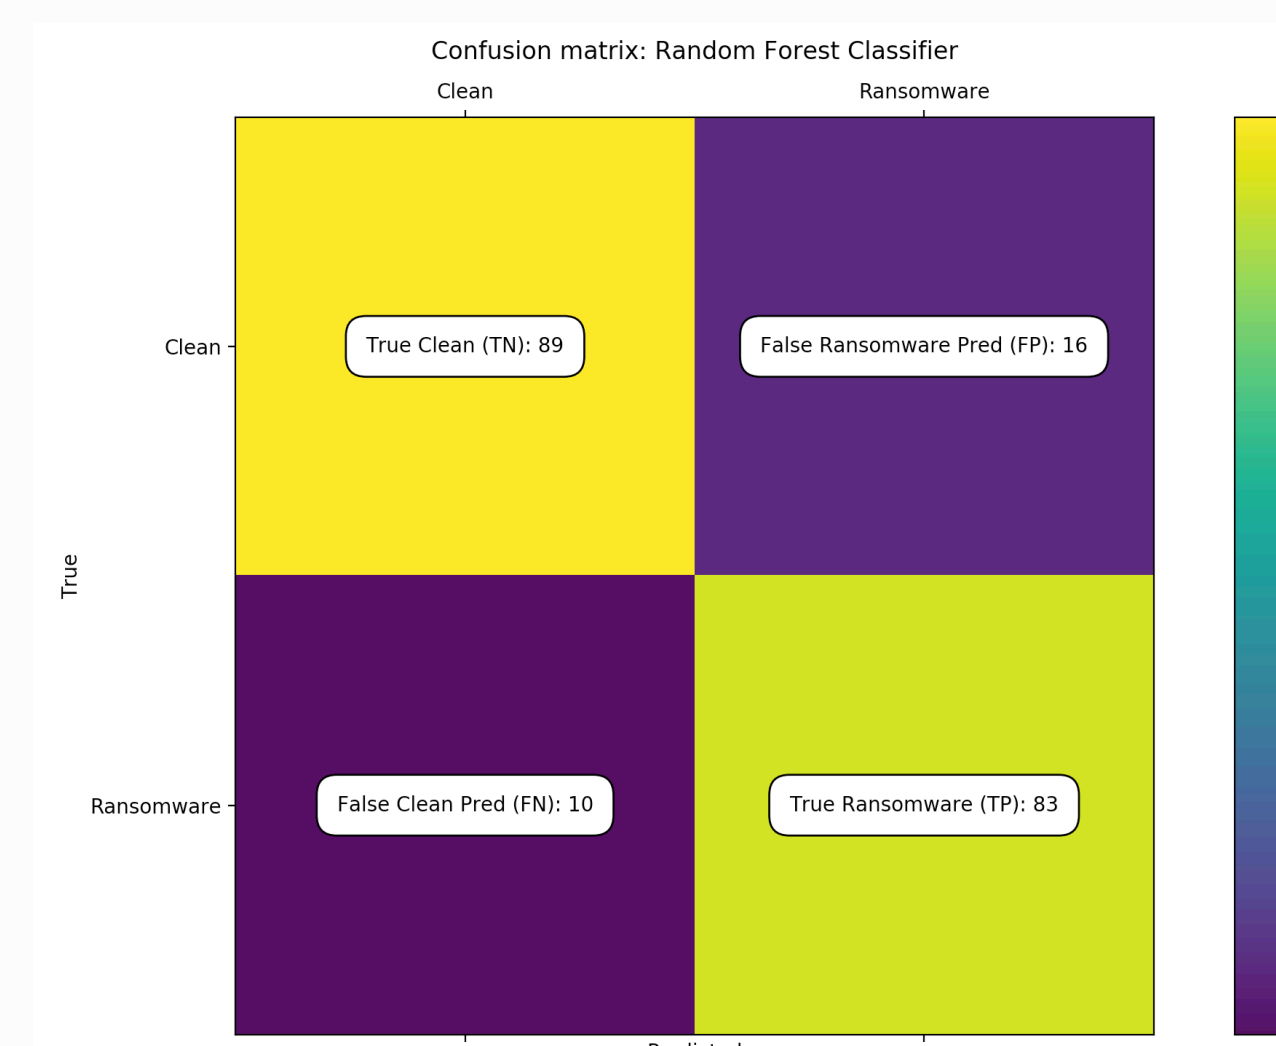 Confusion matrix: Random Forest Classifier
Clean Ransomware
Clean
True Clean (TN): 89 False Ransomware Pred (FP): 16
True
Ransomware
False Clean Pred (FN): 10 True Ransomware (TP): 83
Predicted